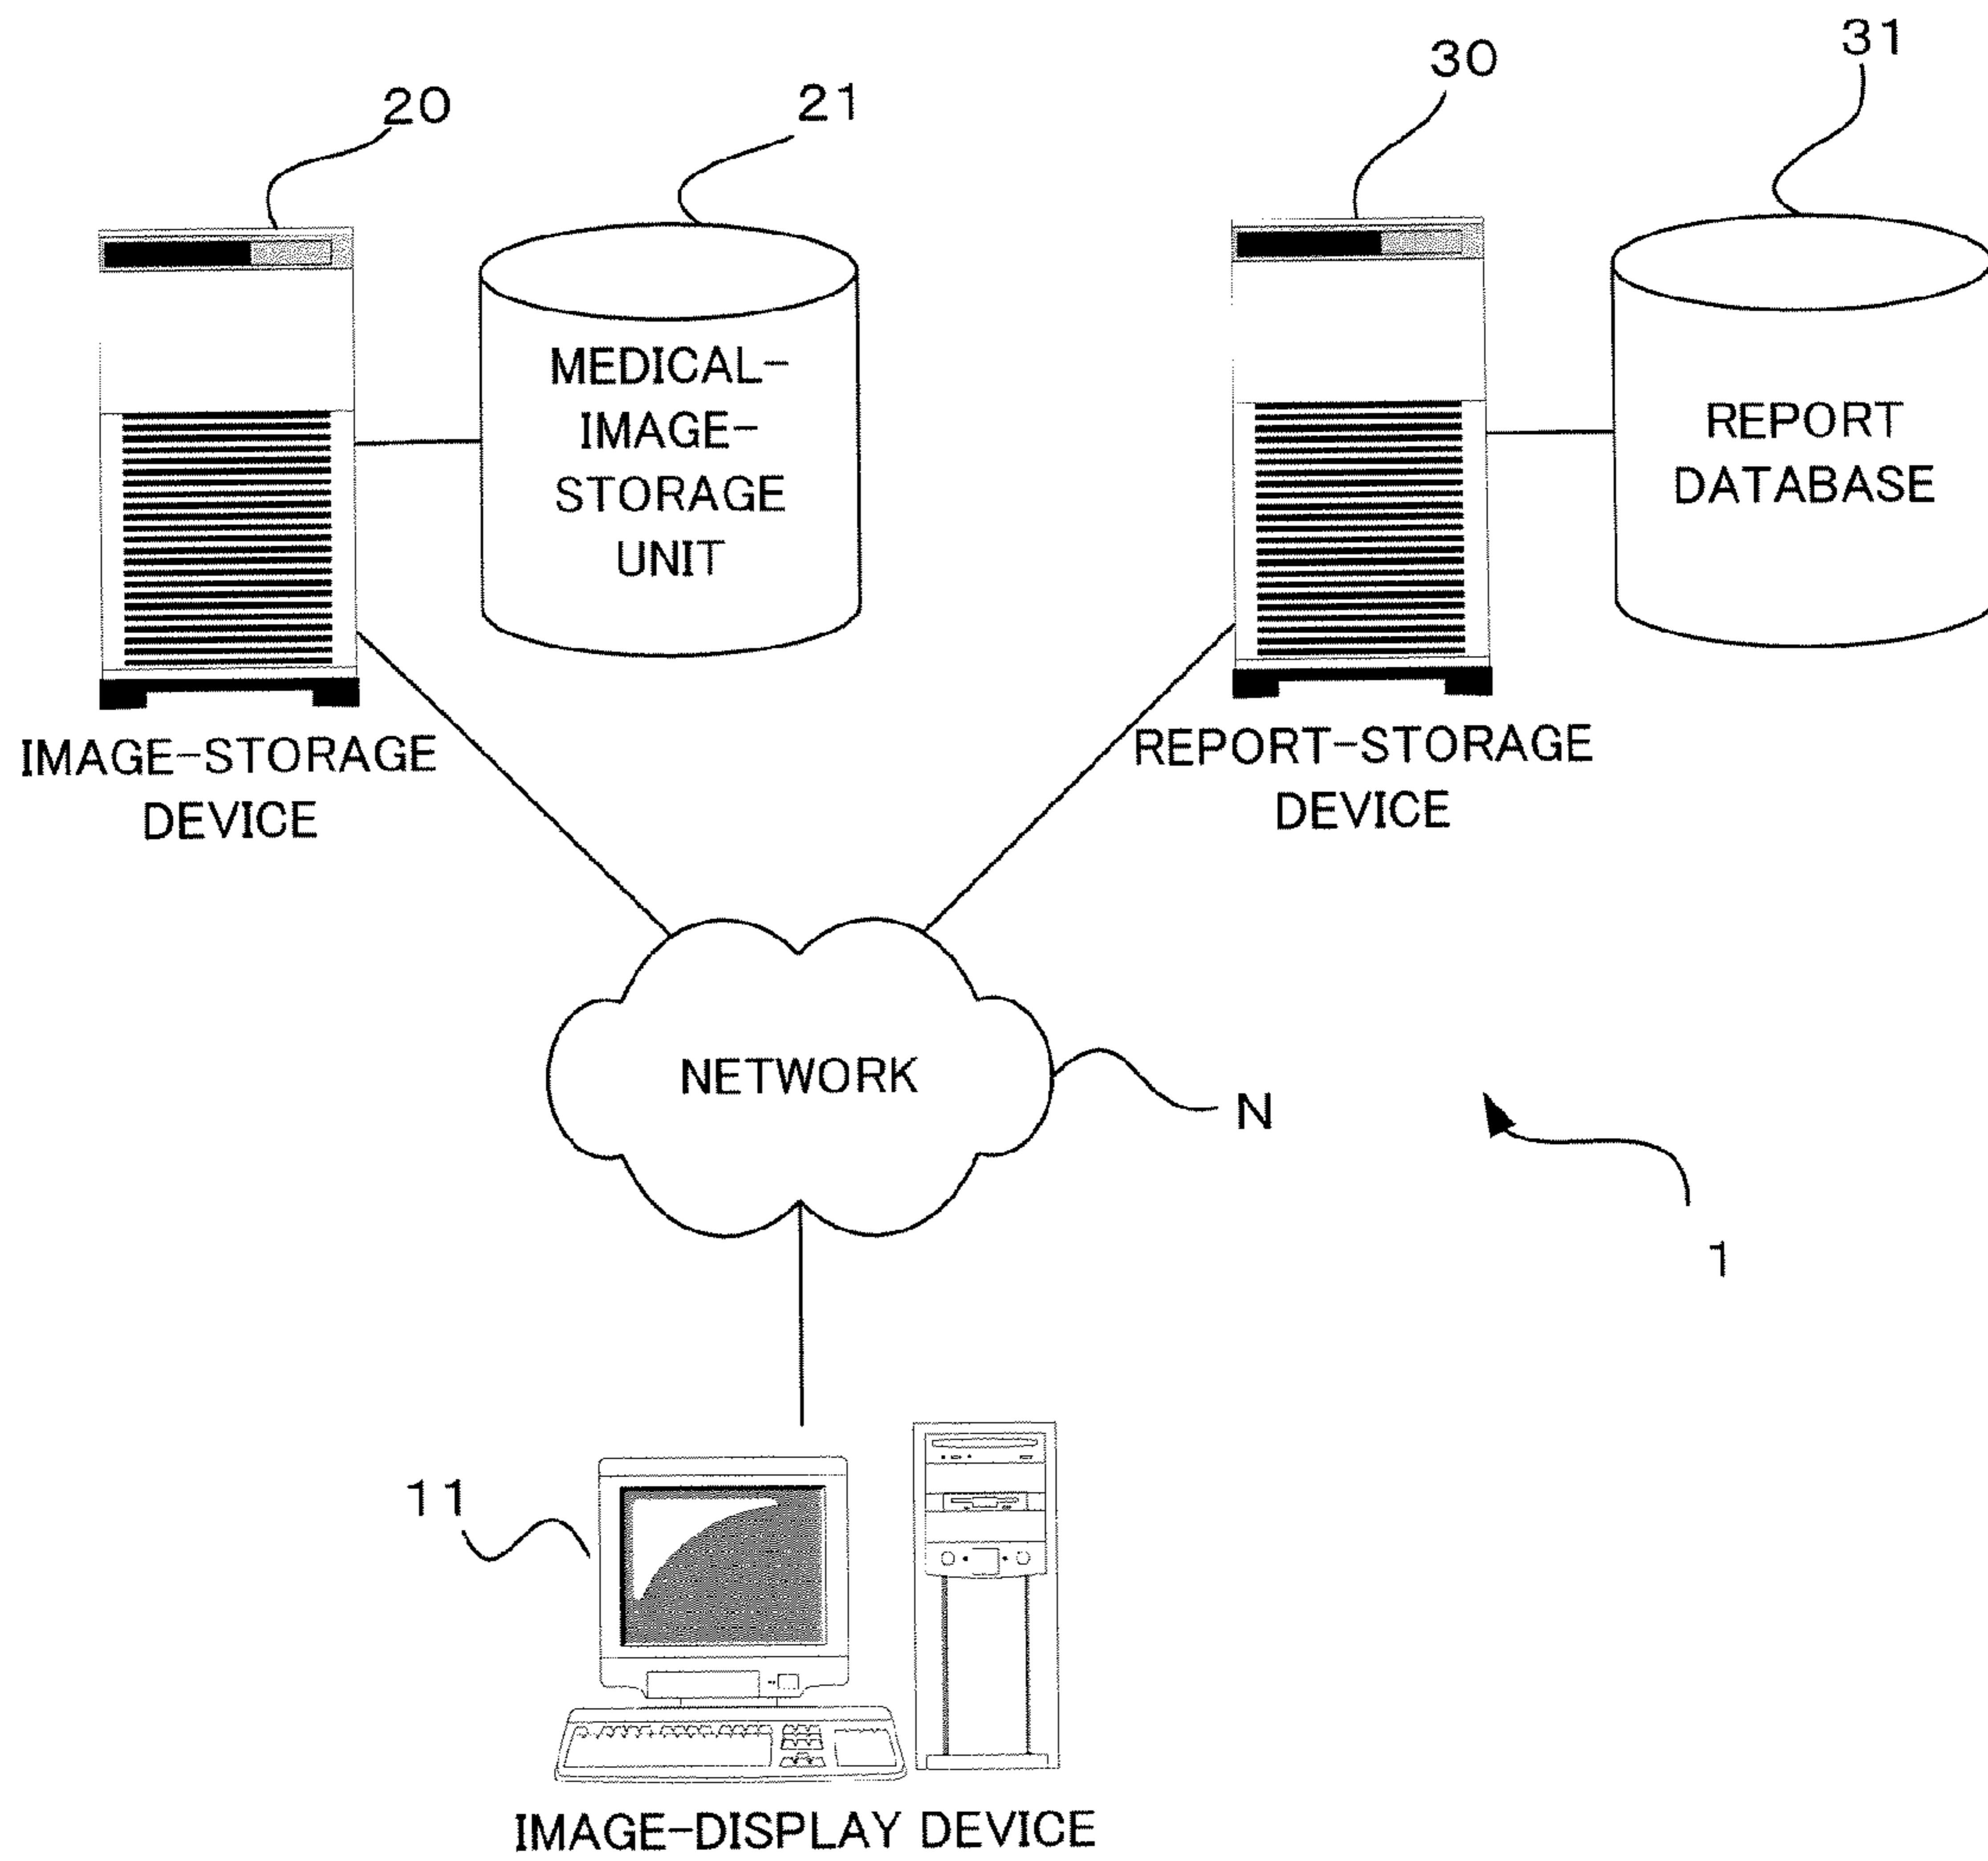 20
21
30
31
MEDICAL-
IMAGE-
STORAGE
UNIT
REPORT
DATABASE
IMAGE-STORAGE
DEVICE
REPORT-STORAGE
DEVICE
NETWORK
N
1
11
IMAGE-DISPLAY DEVICE